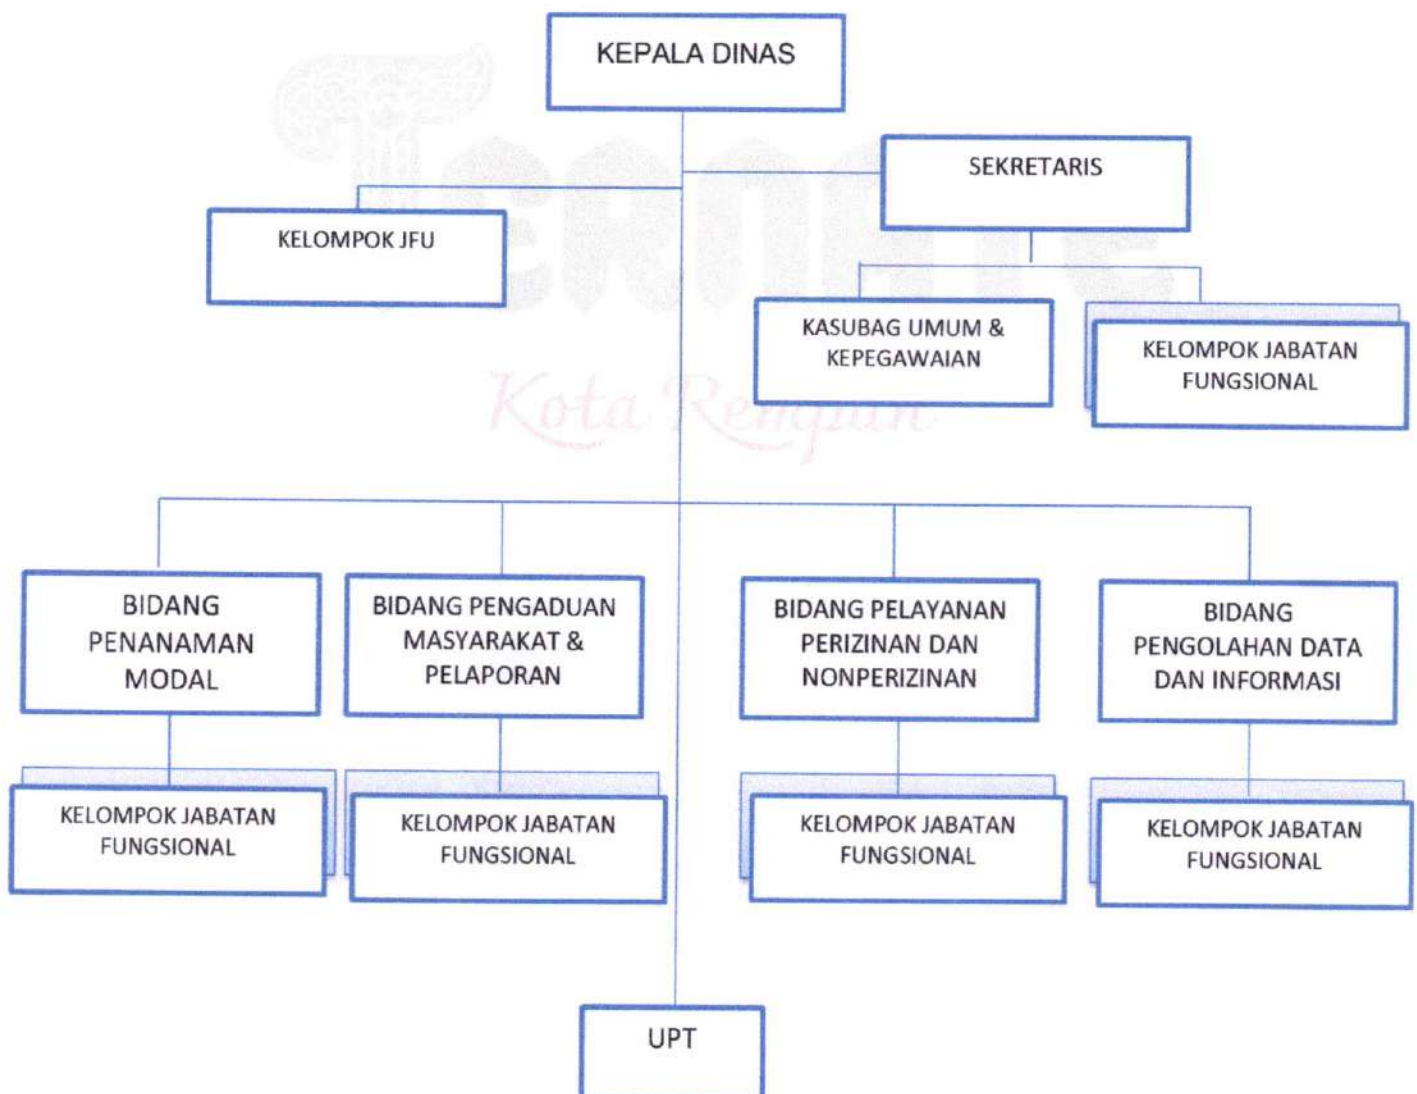 KEPALA DINAS
SEKRETARIS
KELOMPOK JFU
KASUBAG UMUM &
KEPEGAWAIAN
KELOMPOK JABATAN
FUNGSIONAL
TERNATE
Kota Rempah
BIDANG
PENANAMAN
MODAL
BIDANG PENGADUAN
MASYARAKAT &
PELAPORAN
BIDANG PELAYANAN
PERIZINAN DAN
NONPERIZINAN
BIDANG
PENGOLAHAN DATA
DAN INFORMASI
KELOMPOK JABATAN
FUNGSIONAL
KELOMPOK JABATAN
FUNGSIONAL
KELOMPOK JABATAN
FUNGSIONAL
KELOMPOK JABATAN
FUNGSIONAL
UPT